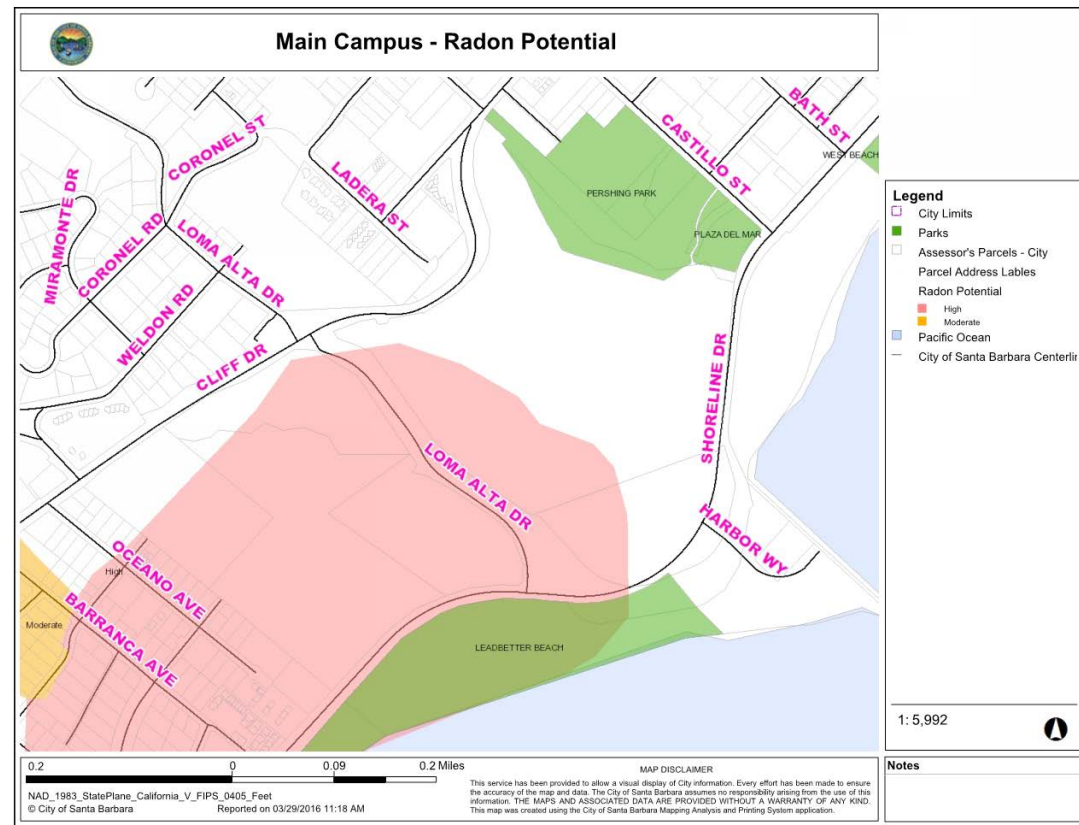 Main Campus - Radon Potential
BATH ST
CASTILLO ST
WEST BEACH
CORONEL ST
LADERA ST
PERSHING PARK
PLAZA DEL MAR
MIRAMONTE DR
CORONEL RD
LOMA ALTA DR
WELDON RD
CLIFF DR
SHORELINE DR
LOMA ALTA DR
HARBOR WY
OCEANO AVE
High
BARRANCA AVE
Moderate
LEADBETTER BEACH
Legend
City Limits
Parks
Assessor's Parcels - City
Parcel Address Lables
Radon Potential
High
Moderate
Pacific Ocean
City of Santa Barbara Centerlin
1: 5,992
Notes
0.2 0 0.09 0.2 Miles
NAD_1983_StatePlane_California_V_FIPS_0405_Feet
© City of Santa Barbara Reported on 03/29/2016 11:18 AM
MAP DISCLAIMER
This service has been provided to allow a visual display of City information. Every effort has been made to ensure
the accuracy of the map and data. The City of Santa Barbara assumes no responsibility arising from the use of this
information. THE MAPS AND ASSOCIATED DATA ARE PROVIDED WITHOUT A WARRANTY OF ANY KIND.
This map was created using the City of Santa Barbara Mapping Analysis and Printing System application.